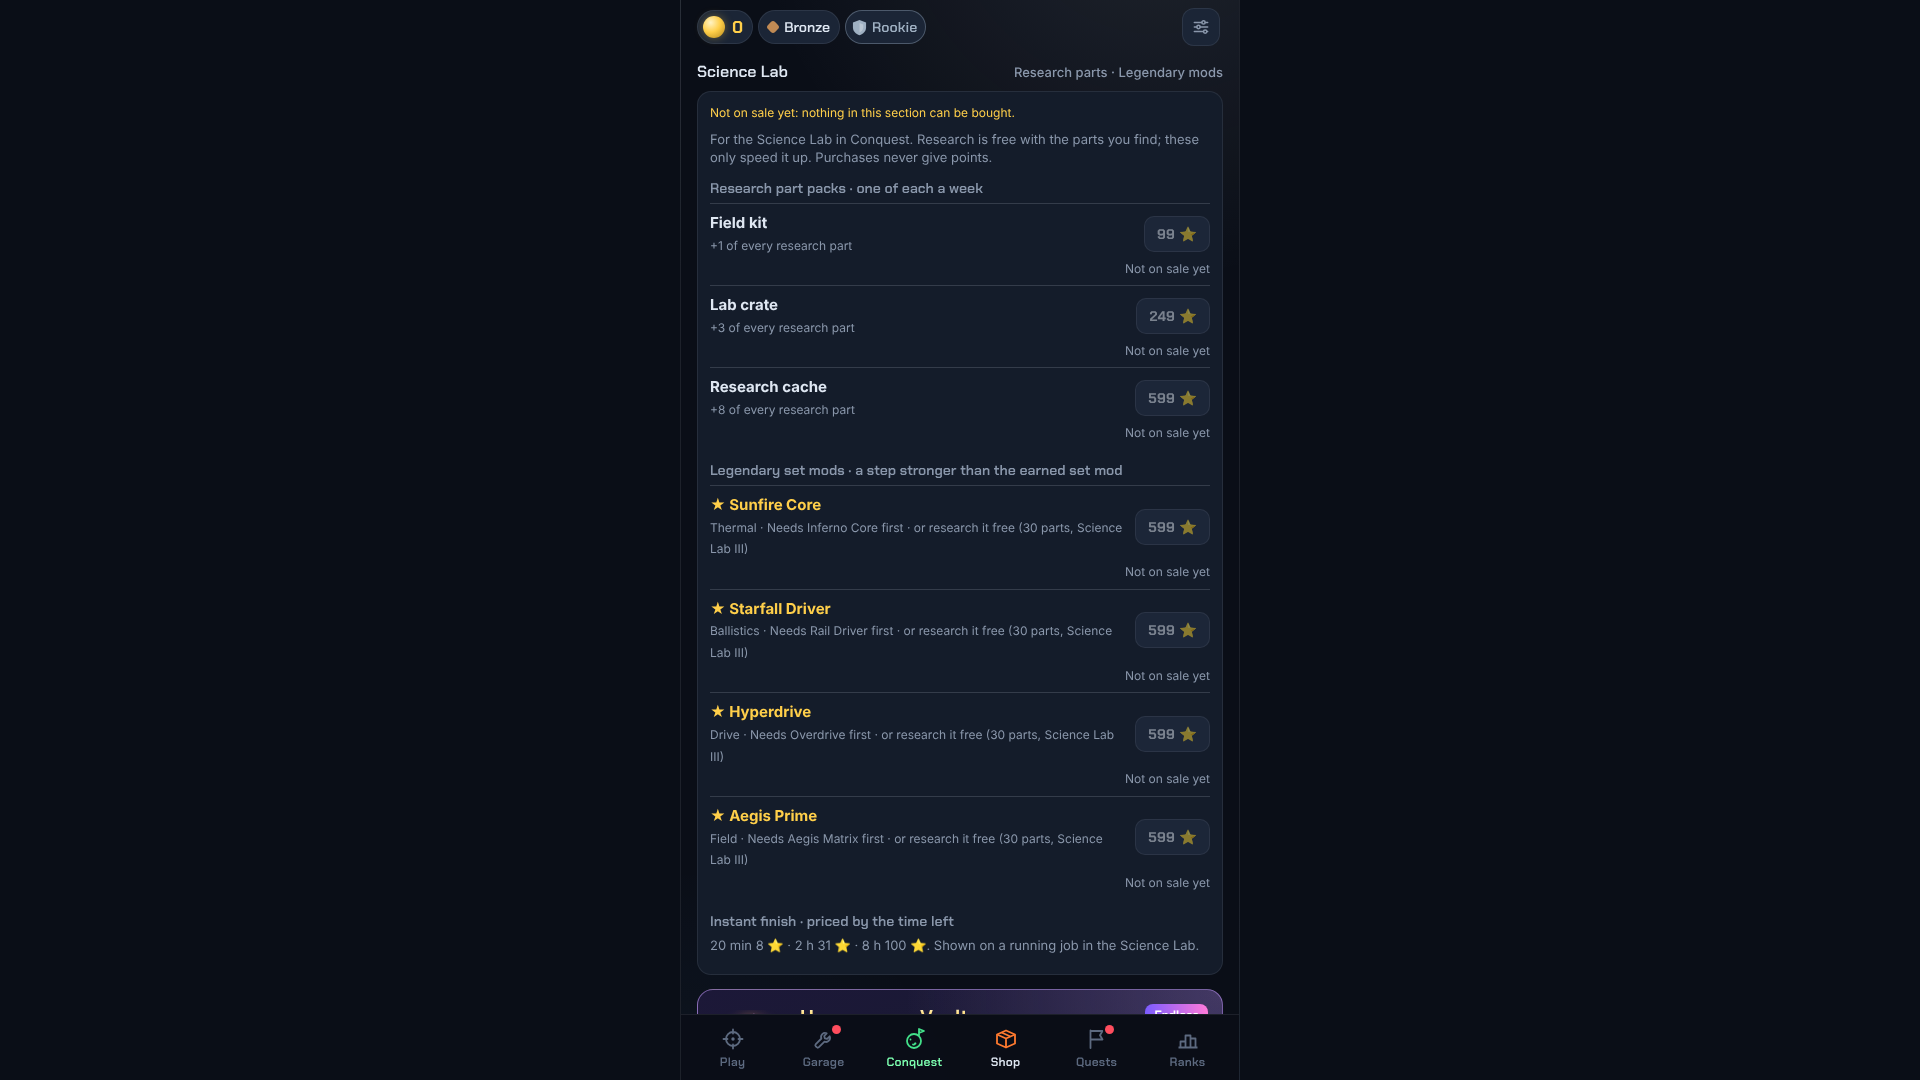 0
Bronze
Rookie
Science Lab
Research parts · Legendary mods
Not on sale yet: nothing in this section can be bought.
For the Science Lab in Conquest. Research is free with the parts you find; these
only speed it up. Purchases never give points.
Research part packs · one of each a week
Field kit
99
+1 of every research part
Not on sale yet
Lab crate
249
+3 of every research part
Not on sale yet
Research cache
599
+8 of every research part
Not on sale yet
Legendary set mods · a step stronger than the earned set mod
★ Sunfire Core
Thermal · Needs Inferno Core first · or research it free (30 parts, Science
Lab III)
599
Not on sale yet
★ Starfall Driver
Ballistics · Needs Rail Driver first · or research it free (30 parts, Science
Lab III)
599
Not on sale yet
★ Hyperdrive
Drive · Needs Overdrive first · or research it free (30 parts, Science Lab
III)
599
Not on sale yet
★ Aegis Prime
Field · Needs Aegis Matrix first · or research it free (30 parts, Science
Lab III)
599
Not on sale yet
Instant finish · priced by the time left
20 min 8 ⭐ · 2 h 31 ⭐ · 8 h 100 ⭐. Shown on a running job in the Science Lab.
Play
Garage
Conquest
Shop
Quests
Ranks